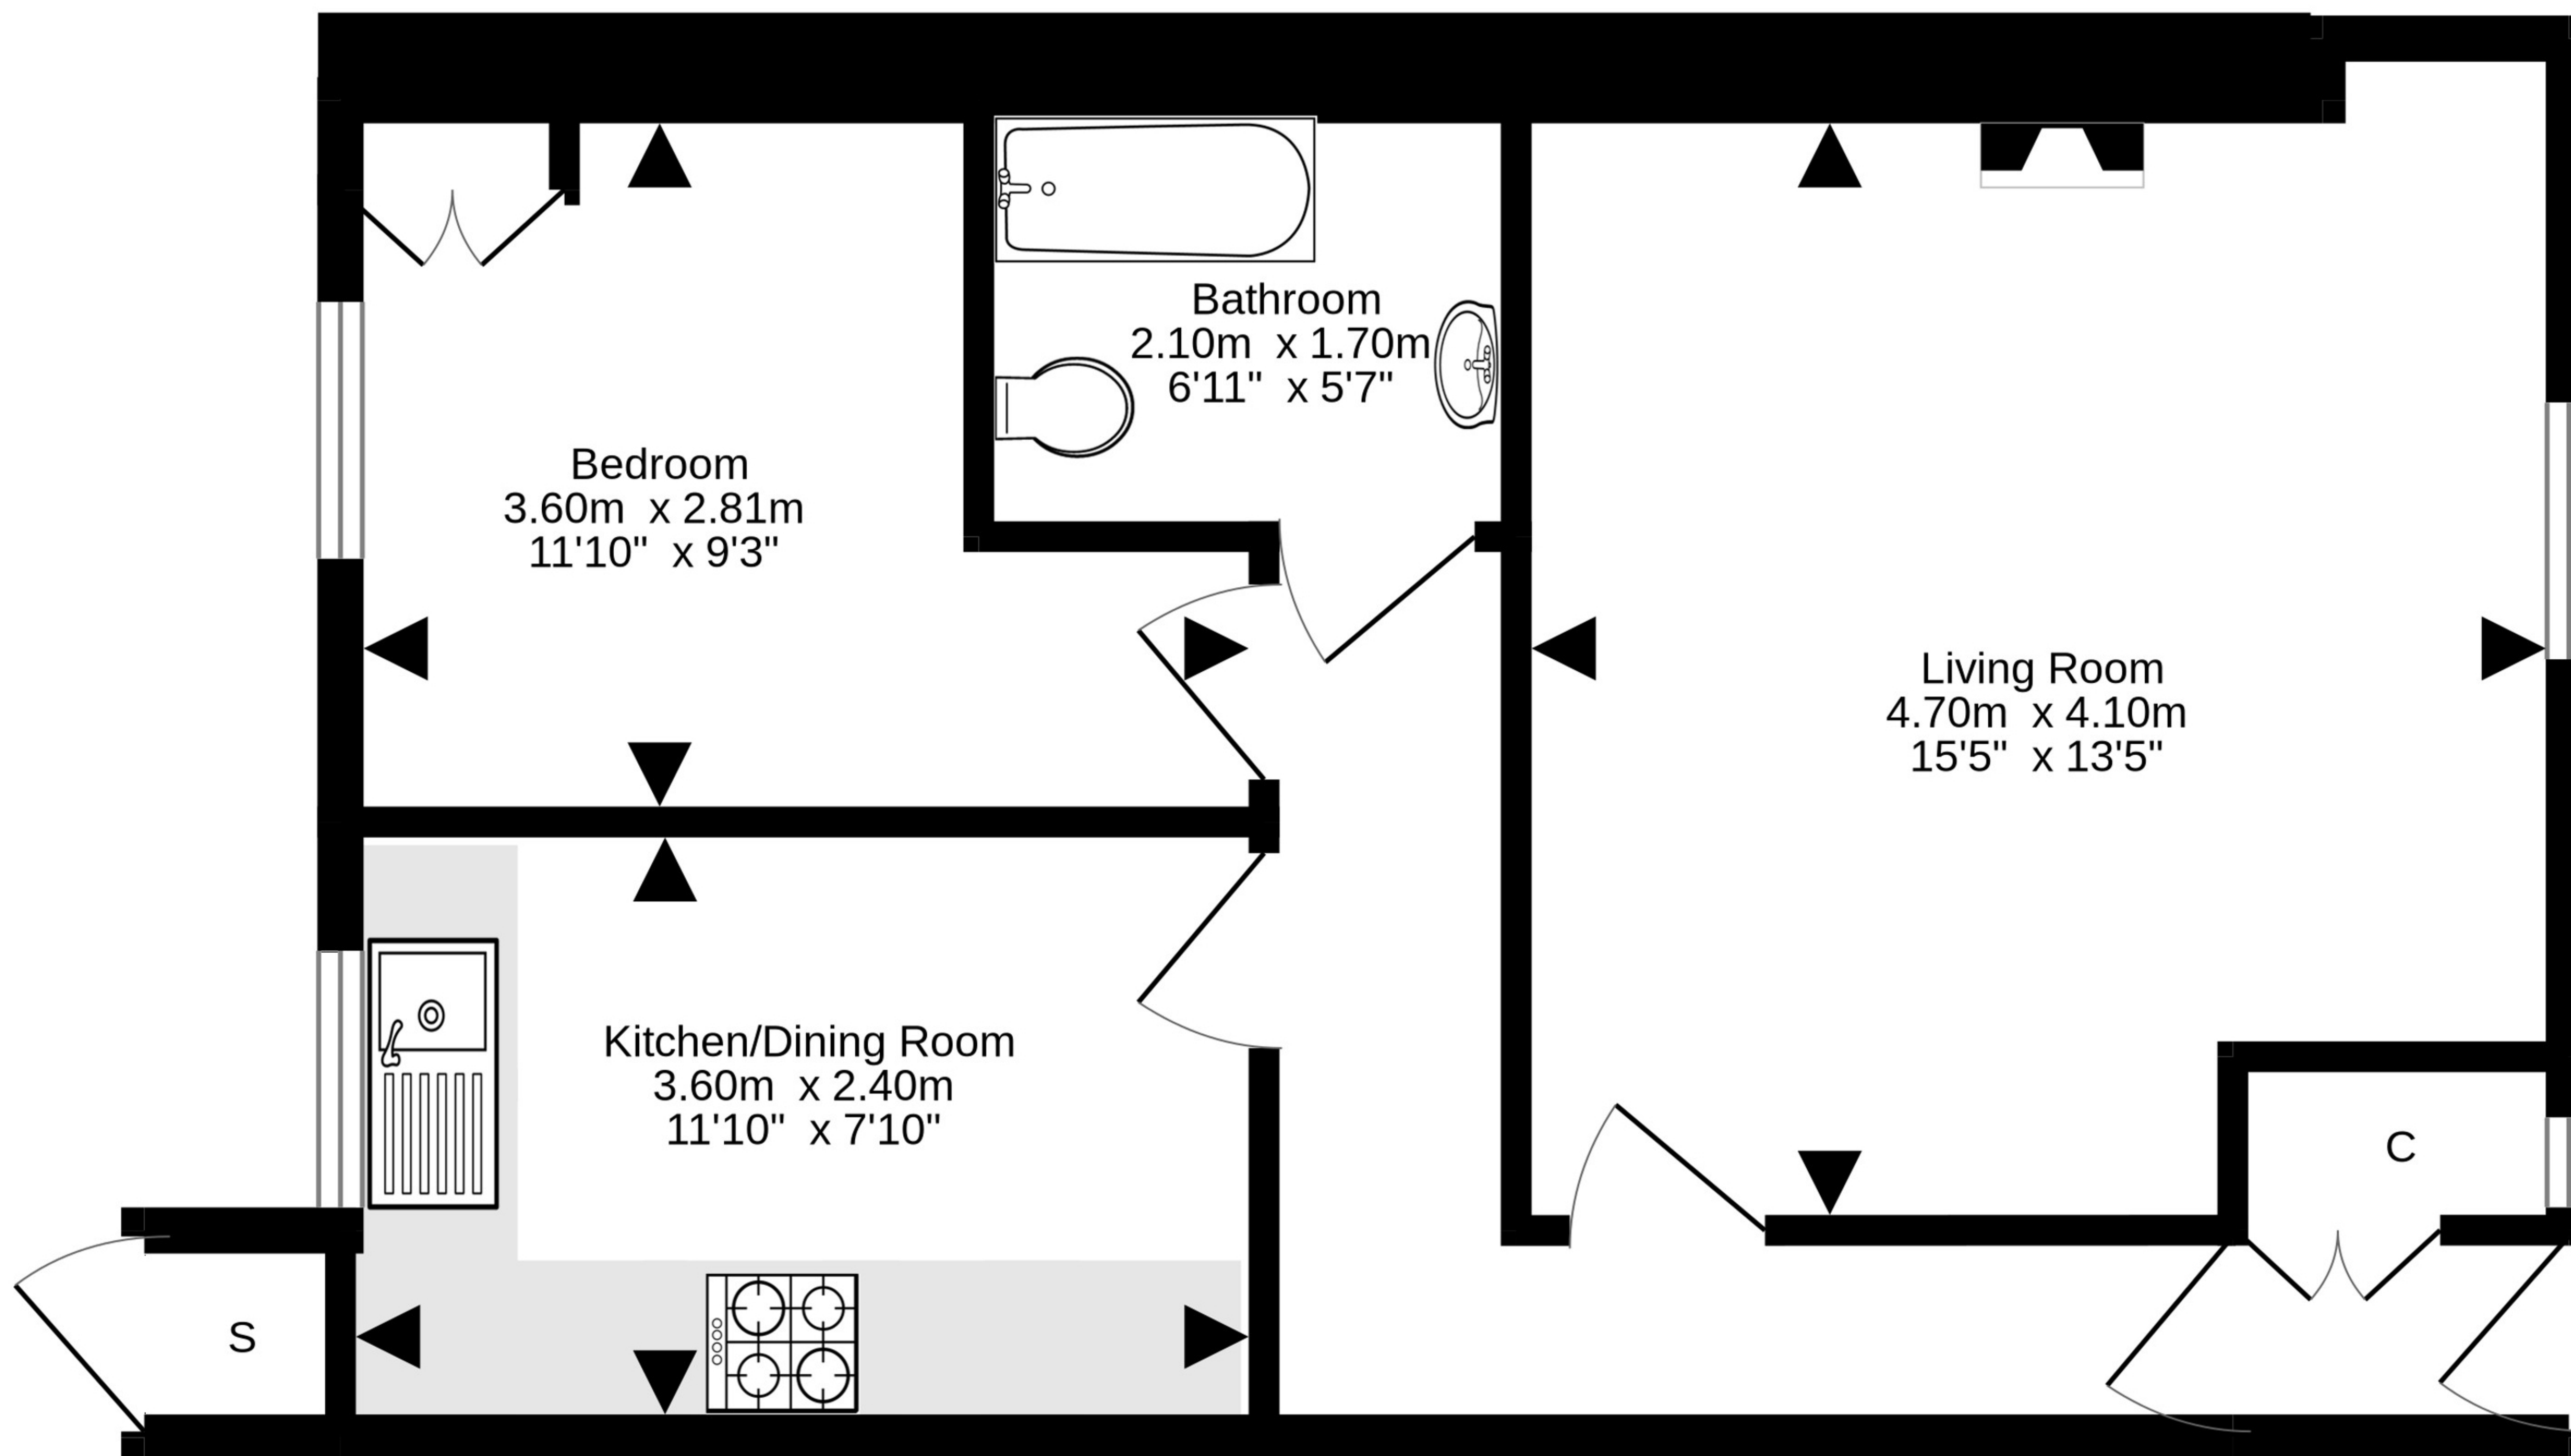 Bathroom
2.10m x 1.70m
6'11" x 5'7"
Bedroom
3.60m x 2.81m
11'10" x 9'3"
Living Room
4.70m x 4.10m
15'5" x 13'5"
Kitchen/Dining Room
3.60m x 2.40m
11'10" x 7'10"
C
S